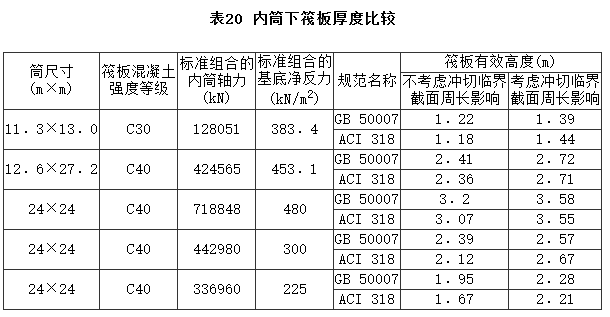 表20 内筒下筏板厚度比较
筒尺寸(m×m) 筏板混凝土强度等级 标准组合的内筒轴力(kN) 标准组合的基底净反力(kN/m²) 规范名称 筏板有效高度(m)
不考虑冲切临界截面周长影响 考虑冲切临界截面周长影响
11.3×13.0 C30 128051 383.4 GB 50007 1.22 1.39
ACI 318 1.18 1.44
12.6×27.2 C40 424565 453.1 GB 50007 2.41 2.72
ACI 318 2.36 2.71
24×24 C40 718848 480 GB 50007 3.2 3.58
ACI 318 3.07 3.55
24×24 C40 442980 300 GB 50007 2.39 2.57
ACI 318 2.12 2.67
24×24 C40 336960 225 GB 50007 1.95 2.28
ACI 318 1.67 2.21